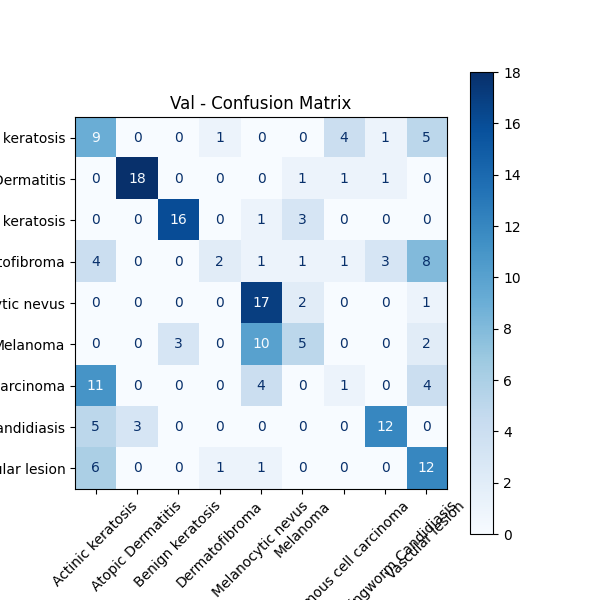 Val - Confusion Matrix
keratosis 9 0 0 1 0 0 4 1 5
Dermatitis 0 18 0 0 0 1 1 1 0
keratosis 0 0 16 0 1 3 0 0 0
tofibroma 4 0 0 2 1 1 1 3 8
ytic nevus 0 0 0 0 17 2 0 0 1
Melanoma 0 0 3 0 10 5 0 0 2
arcinoma 11 0 0 0 4 0 1 0 4
andidiasis 5 3 0 0 0 0 0 12 0
ular lesion 6 0 0 1 1 0 0 0 12
Actinic keratosis
Atopic Dermatitis
Benign keratosis
Dermatofibroma
Melanocytic nevus
Melanoma
mous cell carcinoma
ngworm Candidiasis
Vascular lesion
18
16
14
12
10
8
6
4
2
0